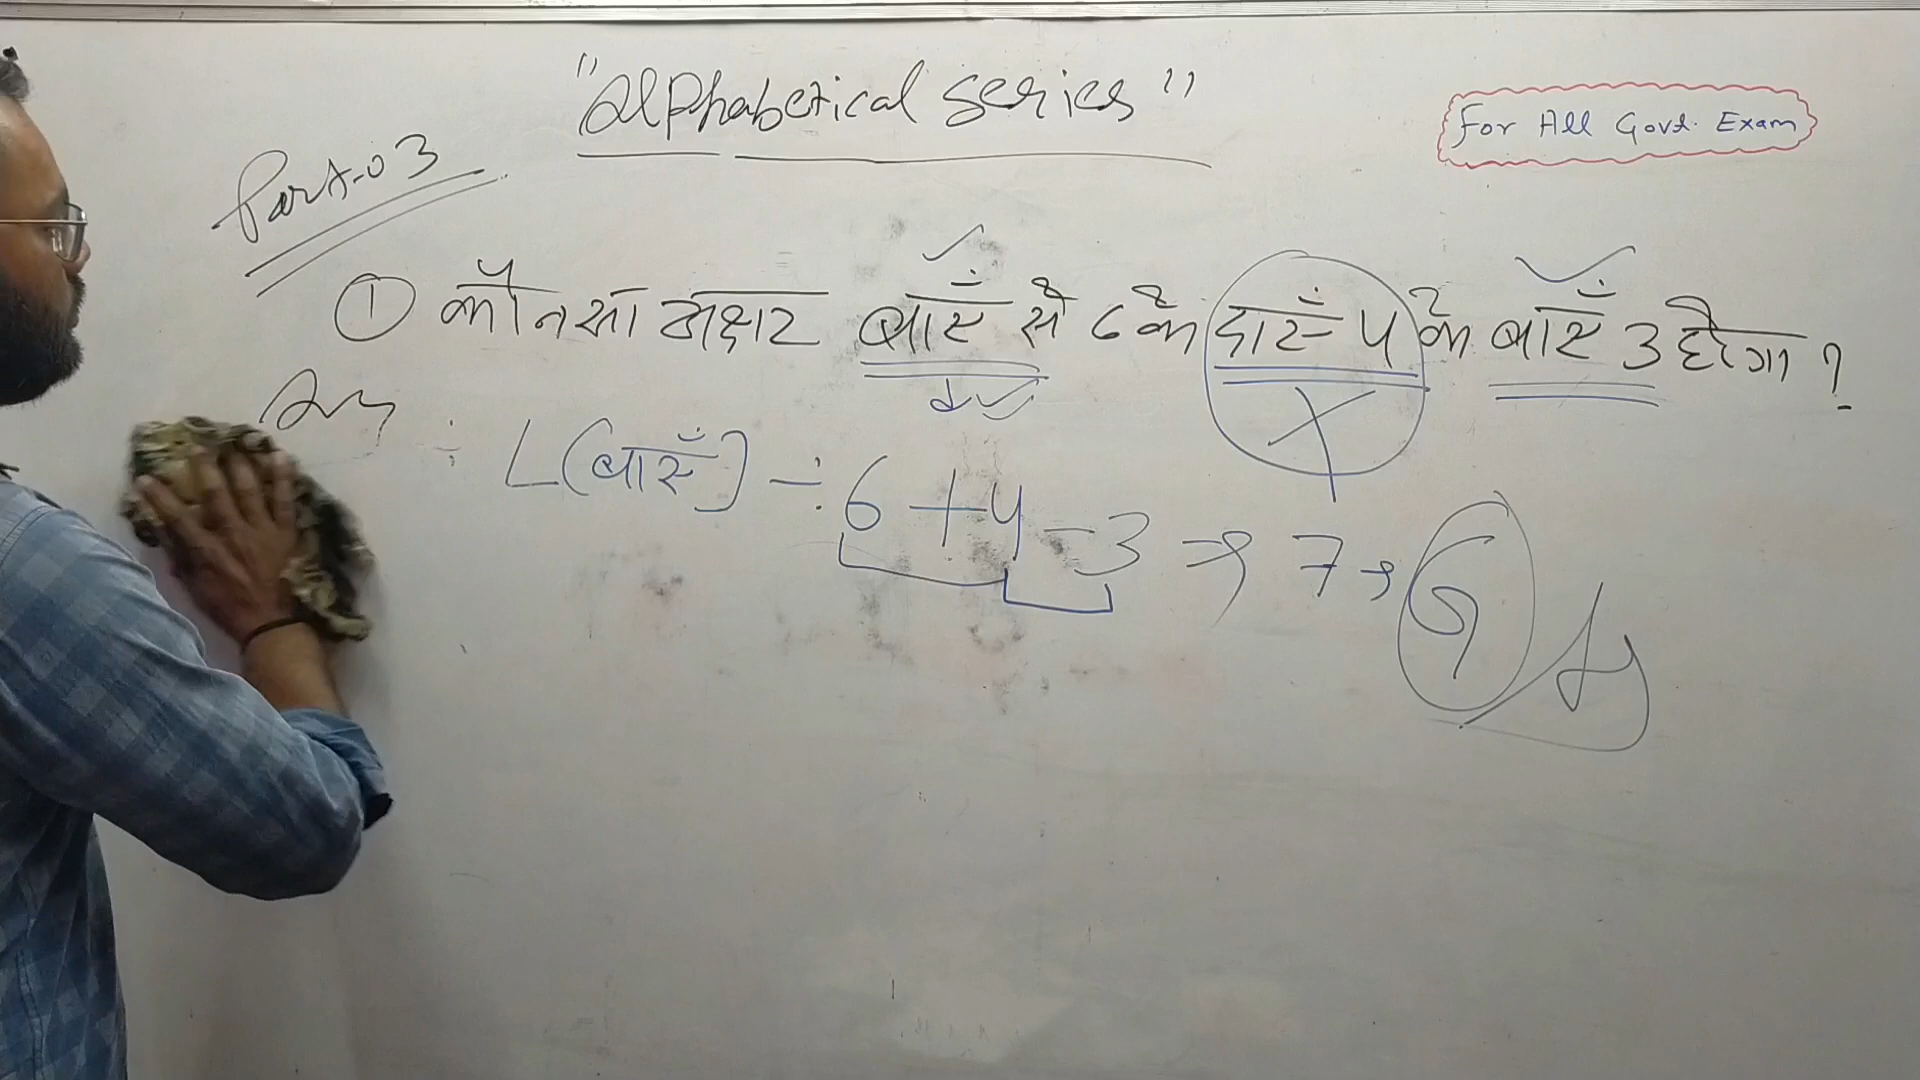 "Alphabetical series"
For All Govt. Exam
Part-03
① कौनसा अक्षर बाएँ से 6 के दाएँ 4 के बाएँ 3 होगा ?
Ans ÷ L (बाएँ) ÷ 6 + 4 - 3 ⇒ 7 → G